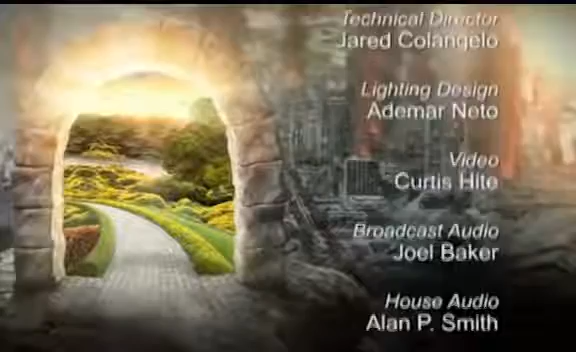 Technical Director
Jared Colangelo
Lighting Design
Ademar Neto
Video
Curtis Hite
Broadcast Audio
Joel Baker
House Audio
Alan P. Smith